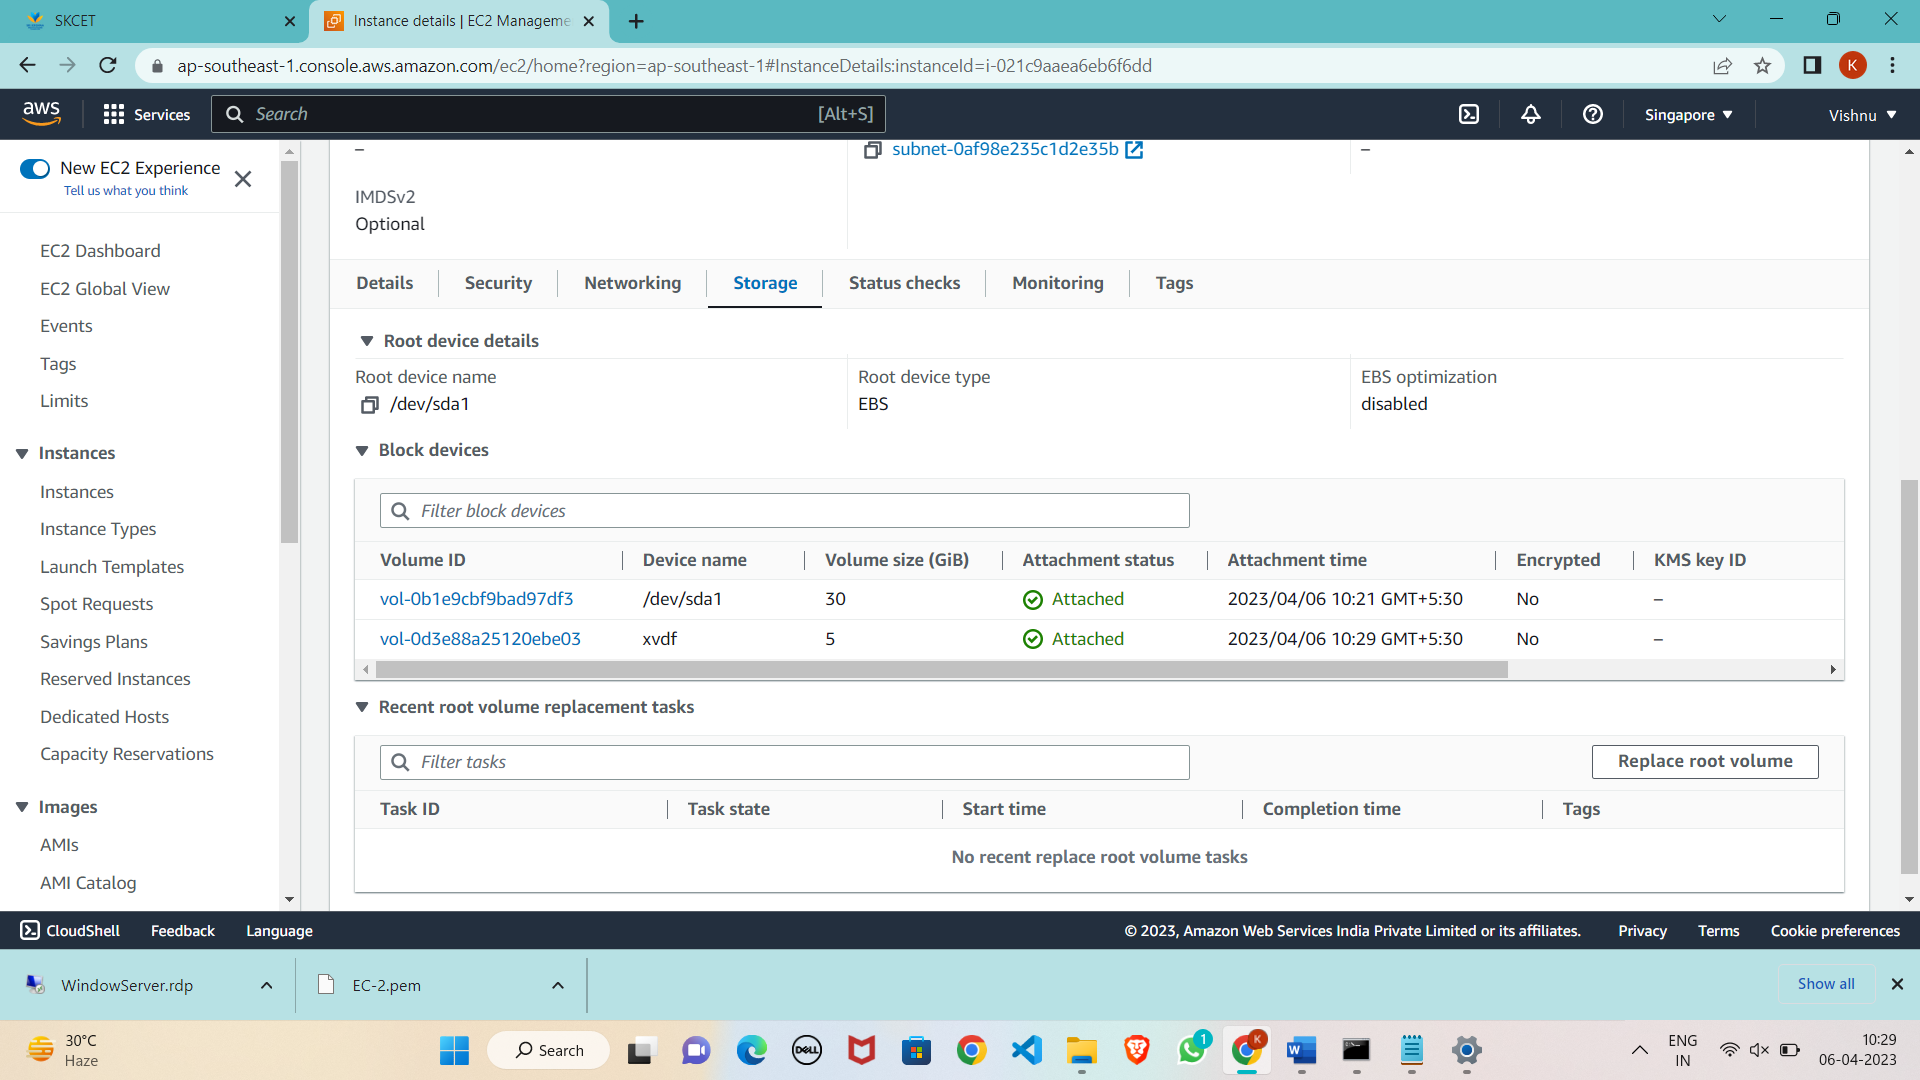 SKCET
Instance details | EC2 Manageme
ap-southeast-1.console.aws.amazon.com/ec2/home?region=ap-southeast-1#InstanceDetails:instanceId=i-021c9aaea6eb6f6dd
K
aws
Services
Search
[Alt+S]
Singapore
Vishnu
New EC2 Experience
Tell us what you think
EC2 Dashboard
EC2 Global View
Events
Tags
Limits
Instances
Instances
Instance Types
Launch Templates
Spot Requests
Savings Plans
Reserved Instances
Dedicated Hosts
Capacity Reservations
Images
AMIs
AMI Catalog
– subnet-0af98e235c1d2e35b –
IMDSv2
Optional
Details Security Networking Storage Status checks Monitoring Tags
Root device details
Root device name Root device type EBS optimization
/dev/sda1 EBS disabled
Block devices
Filter block devices
Volume ID Device name Volume size (GiB) Attachment status Attachment time Encrypted KMS key ID
vol-0b1e9cbf9bad97df3 /dev/sda1 30 Attached 2023/04/06 10:21 GMT+5:30 No –
vol-0d3e88a25120ebe03 xvdf 5 Attached 2023/04/06 10:29 GMT+5:30 No –
Recent root volume replacement tasks
Filter tasks
Replace root volume
Task ID Task state Start time Completion time Tags
No recent replace root volume tasks
CloudShell Feedback Language © 2023, Amazon Web Services India Private Limited or its affiliates. Privacy Terms Cookie preferences
WindowServer.rdp EC-2.pem Show all
30°C
Haze
Search
DELL
1
K
W
ENG
IN
10:29
06-04-2023